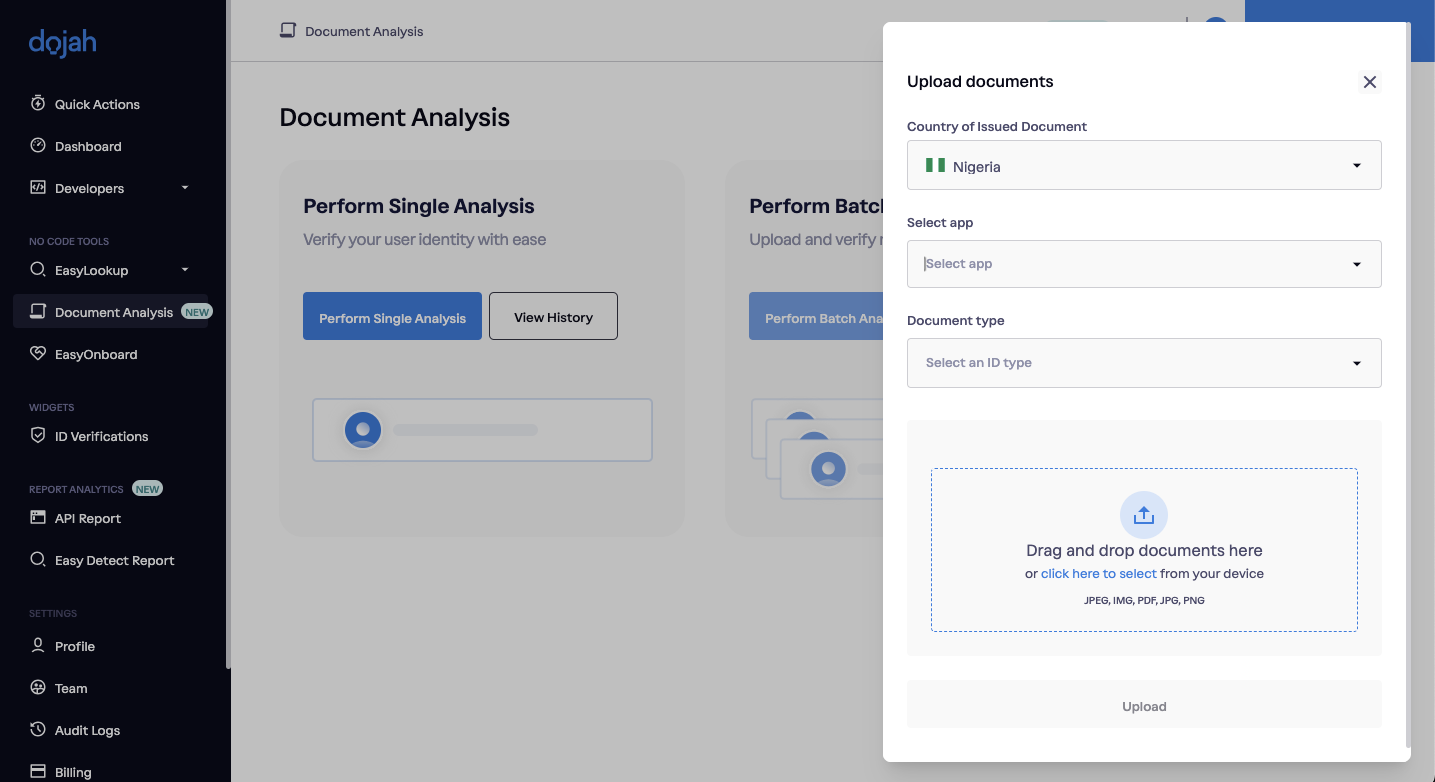 dojah
Quick Actions
Dashboard
Developers
NO CODE TOOLS
EasyLookup
Document Analysis NEW
EasyOnboard
WIDGETS
ID Verifications
REPORT ANALYTICS NEW
API Report
Easy Detect Report
SETTINGS
Profile
Team
Audit Logs
Billing
Document Analysis
Document Analysis
Perform Single Analysis
Verify your user identity with ease
Perform Single Analysis
View History
Perform Batch
Upload and verify
Perform Batch
Upload documents
Country of Issued Document
Nigeria
Select app
Select app
Document type
Select an ID type
Drag and drop documents here
or click here to select from your device
JPEG, IMG, PDF, JPG, PNG
Upload